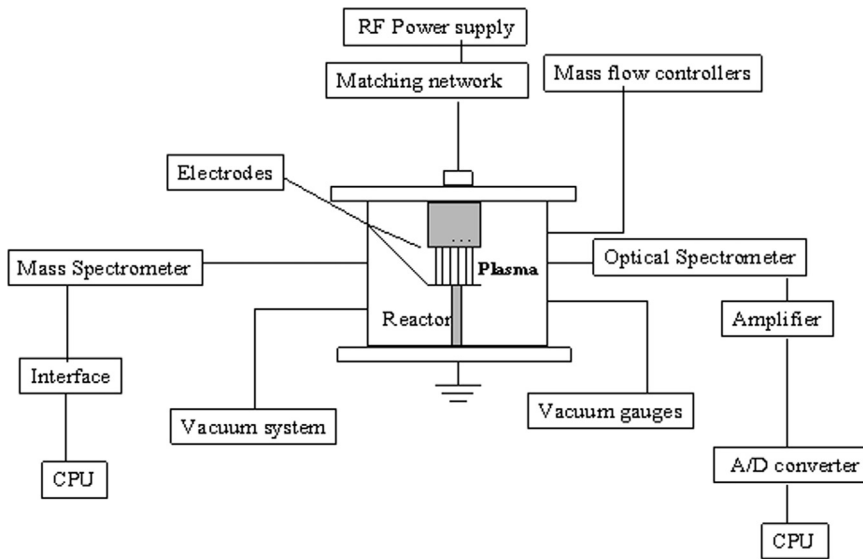 RF Power supply
Matching network
Mass flow controllers
Electrodes
Mass Spectrometer
Plasma
Optical Spectrometer
Reactor
Amplifier
Interface
Vacuum system
Vacuum gauges
CPU
A/D converter
CPU